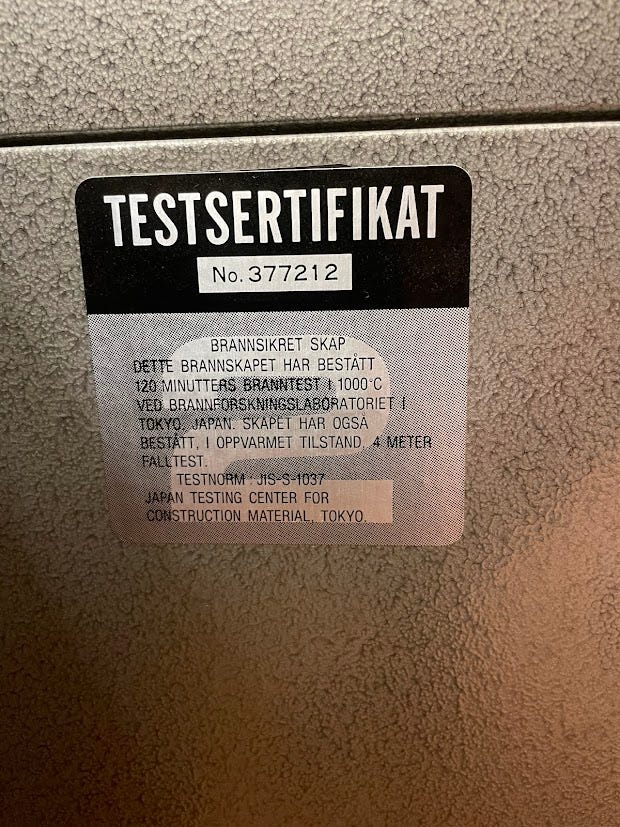 TESTSERTIFIKAT
No. 377212
BRANNSIKRET SKAP
DETTE BRANNSKAPET HAR BESTÅTT
120 MINUTTERS BRANNTEST I 1000°C
VED BRANNFORSKNINGSLABORATORIET I
TOKYO, JAPAN. SKAPET HAR OGSÅ
BESTÅTT, I OPPVARMET TILSTAND, 4 METER
FALLTEST.
TESTNORM : JIS-S-1037
JAPAN TESTING CENTER FOR
CONSTRUCTION MATERIAL, TOKYO.
2